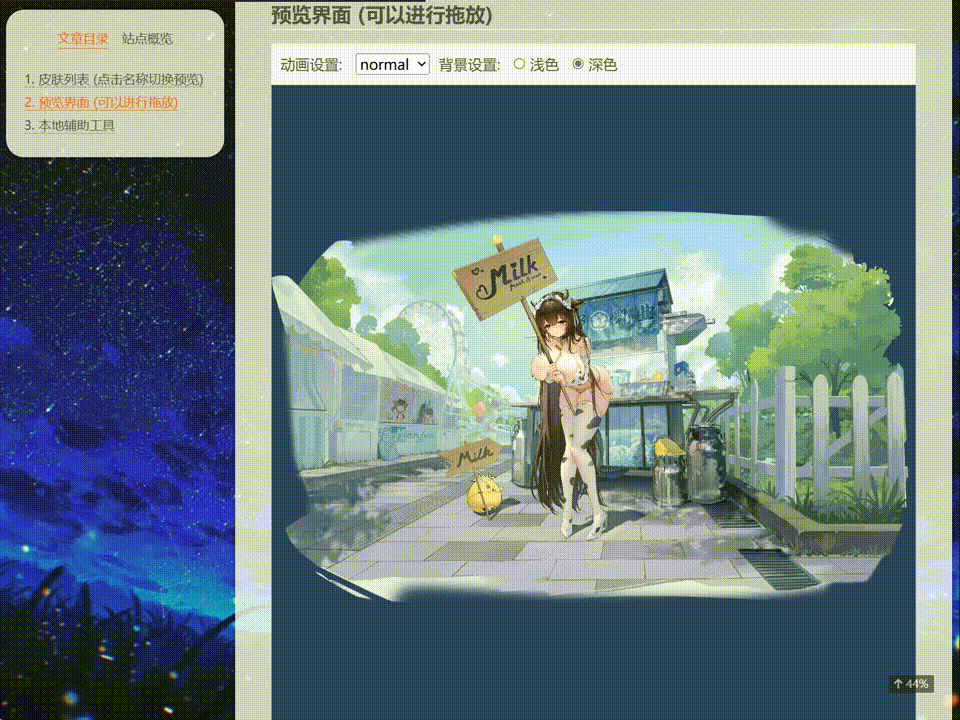 文章目录 站点概览
1. 皮肤列表 (点击名称切换预览)
2. 预览界面 (可以进行拖放)
3. 本地辅助工具
预览界面 (可以进行拖放)
动画设置: normal 背景设置: 浅色 深色
Milk
Milk
↑ 44%